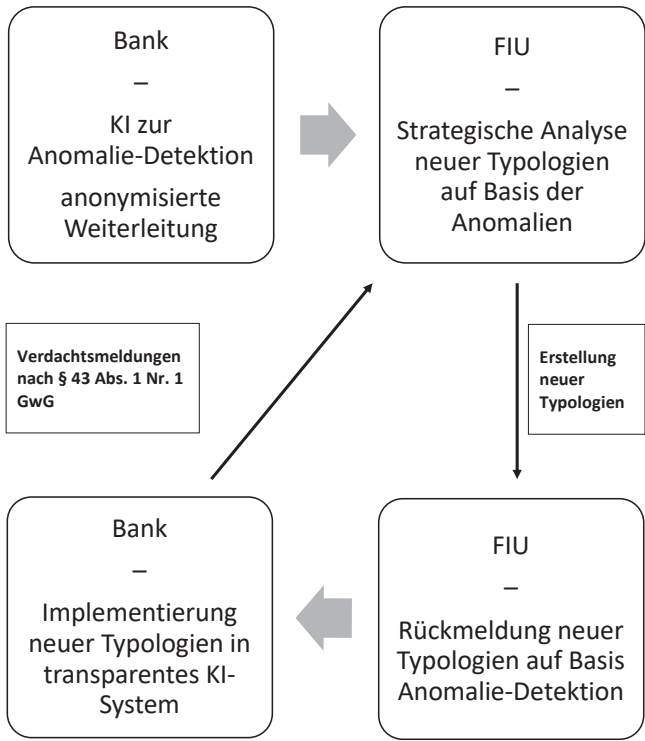 Bank
–
KI zur
Anomalie-Detektion
anonymisierte
Weiterleitung
FIU
–
Strategische Analyse
neuer Typologien
auf Basis der
Anomalien
Verdachtsmeldungen
nach § 43 Abs. 1 Nr. 1
GwG
Erstellung
neuer
Typologien
Bank
–
Implementierung
neuer Typologien in
transparentes KI-
System
FIU
–
Rückmeldung neuer
Typologien auf Basis
Anomalie-Detektion